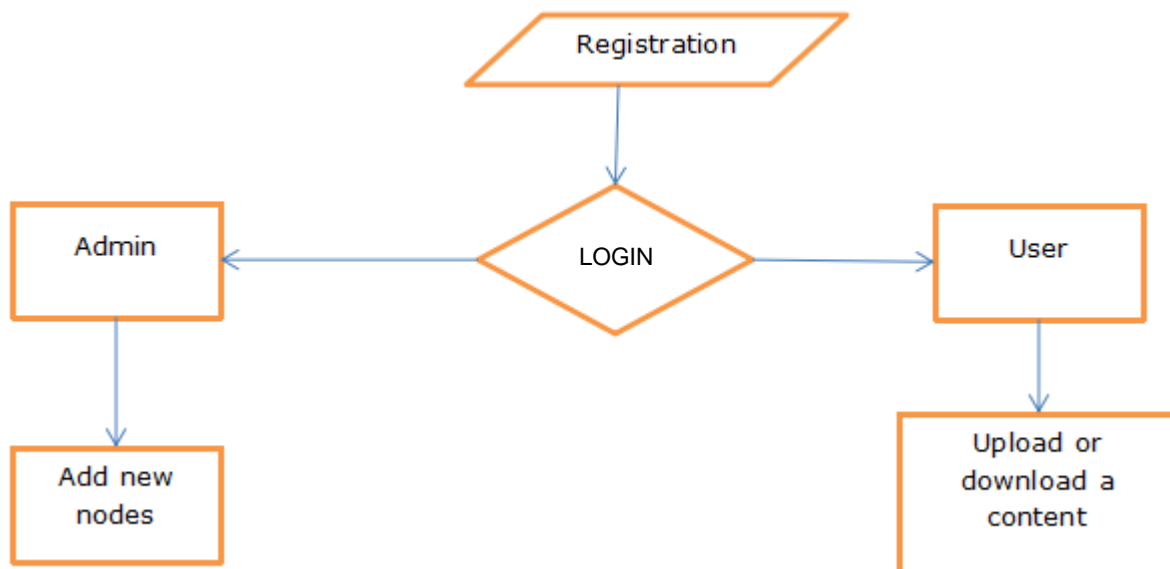 Registration
Admin
LOGIN
User
Add new
nodes
Upload or
download a
content